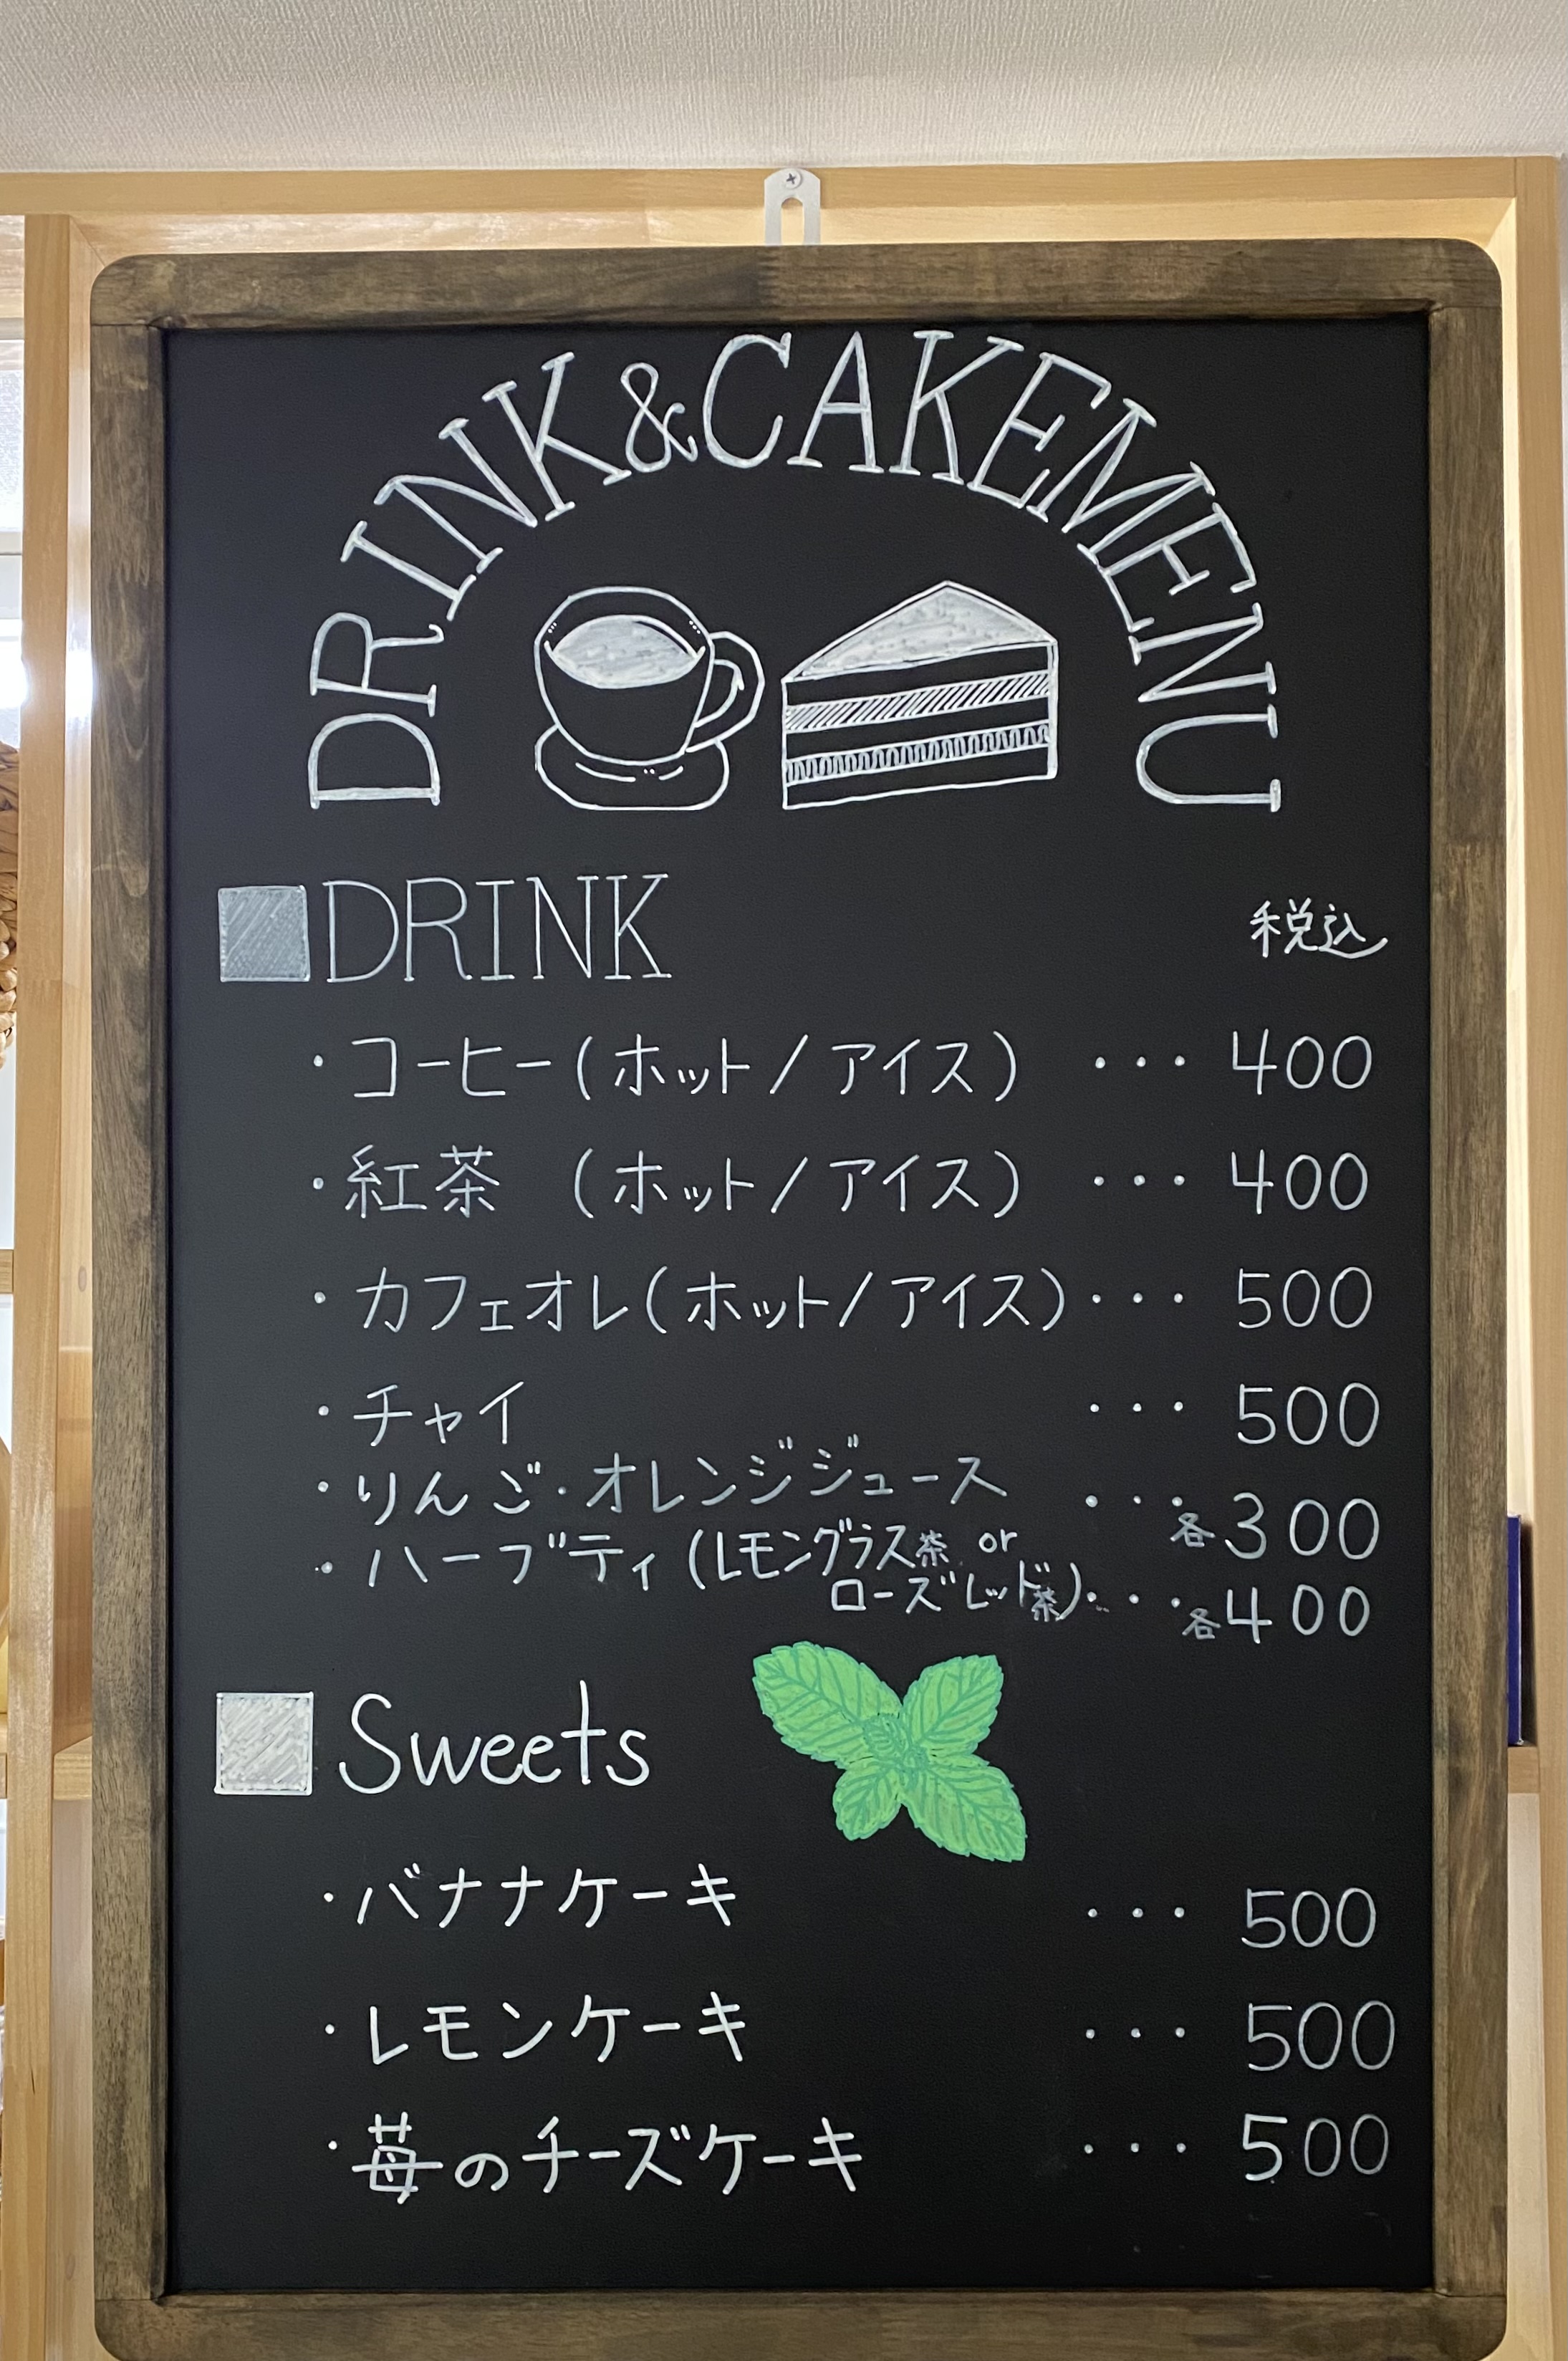 DRINK&CAKEMENU
DRINK 税込
・コーヒー(ホット/アイス) ・・・ 400
・紅茶 (ホット/アイス) ・・・ 400
・カフェオレ(ホット/アイス)・・・ 500
・チャイ ・・・ 500
・りんご・オレンジジュース ・・・各300
・ハーブティ(レモングラス茶 or
ローズレッド茶)・・・各400
Sweets
・バナナケーキ ・・・ 500
・レモンケーキ ・・・ 500
・苺のチーズケーキ ・・・ 500